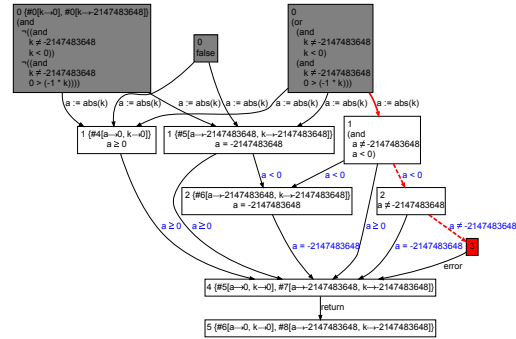 0 {#0[k→0], #0[k→-2147483648]}
(and
¬((and
k ≠ -2147483648
k < 0))
¬((and
k ≠ -2147483648
0 > (-1 * k))))
0
false
0
(or
(and
k ≠ -2147483648
k < 0)
(and
k ≠ -2147483648
0 > (-1 * k)))
a := abs(k) a := abs(k) a := abs(k) a := abs(k) a := abs(k) a := abs(k)
1 {#4[a→0, k→0]}
a ≥ 0
1 {#5[a→-2147483648, k→-2147483648]}
a = -2147483648
1
(and
a ≠ -2147483648
a < 0)
a < 0 a < 0 a < 0
2 {#6[a→-2147483648, k→-2147483648]}
a = -2147483648
2
a ≠ -2147483648
a ≥ 0 a ≥ 0 a ≥ 0 a ≠ -2147483648
a = -2147483648 a = -2147483648 3
error
4 {#5[a→0, k→0], #7[a→-2147483648, k→-2147483648]}
return
5 {#6[a→0, k→0], #8[a→-2147483648, k→-2147483648]}